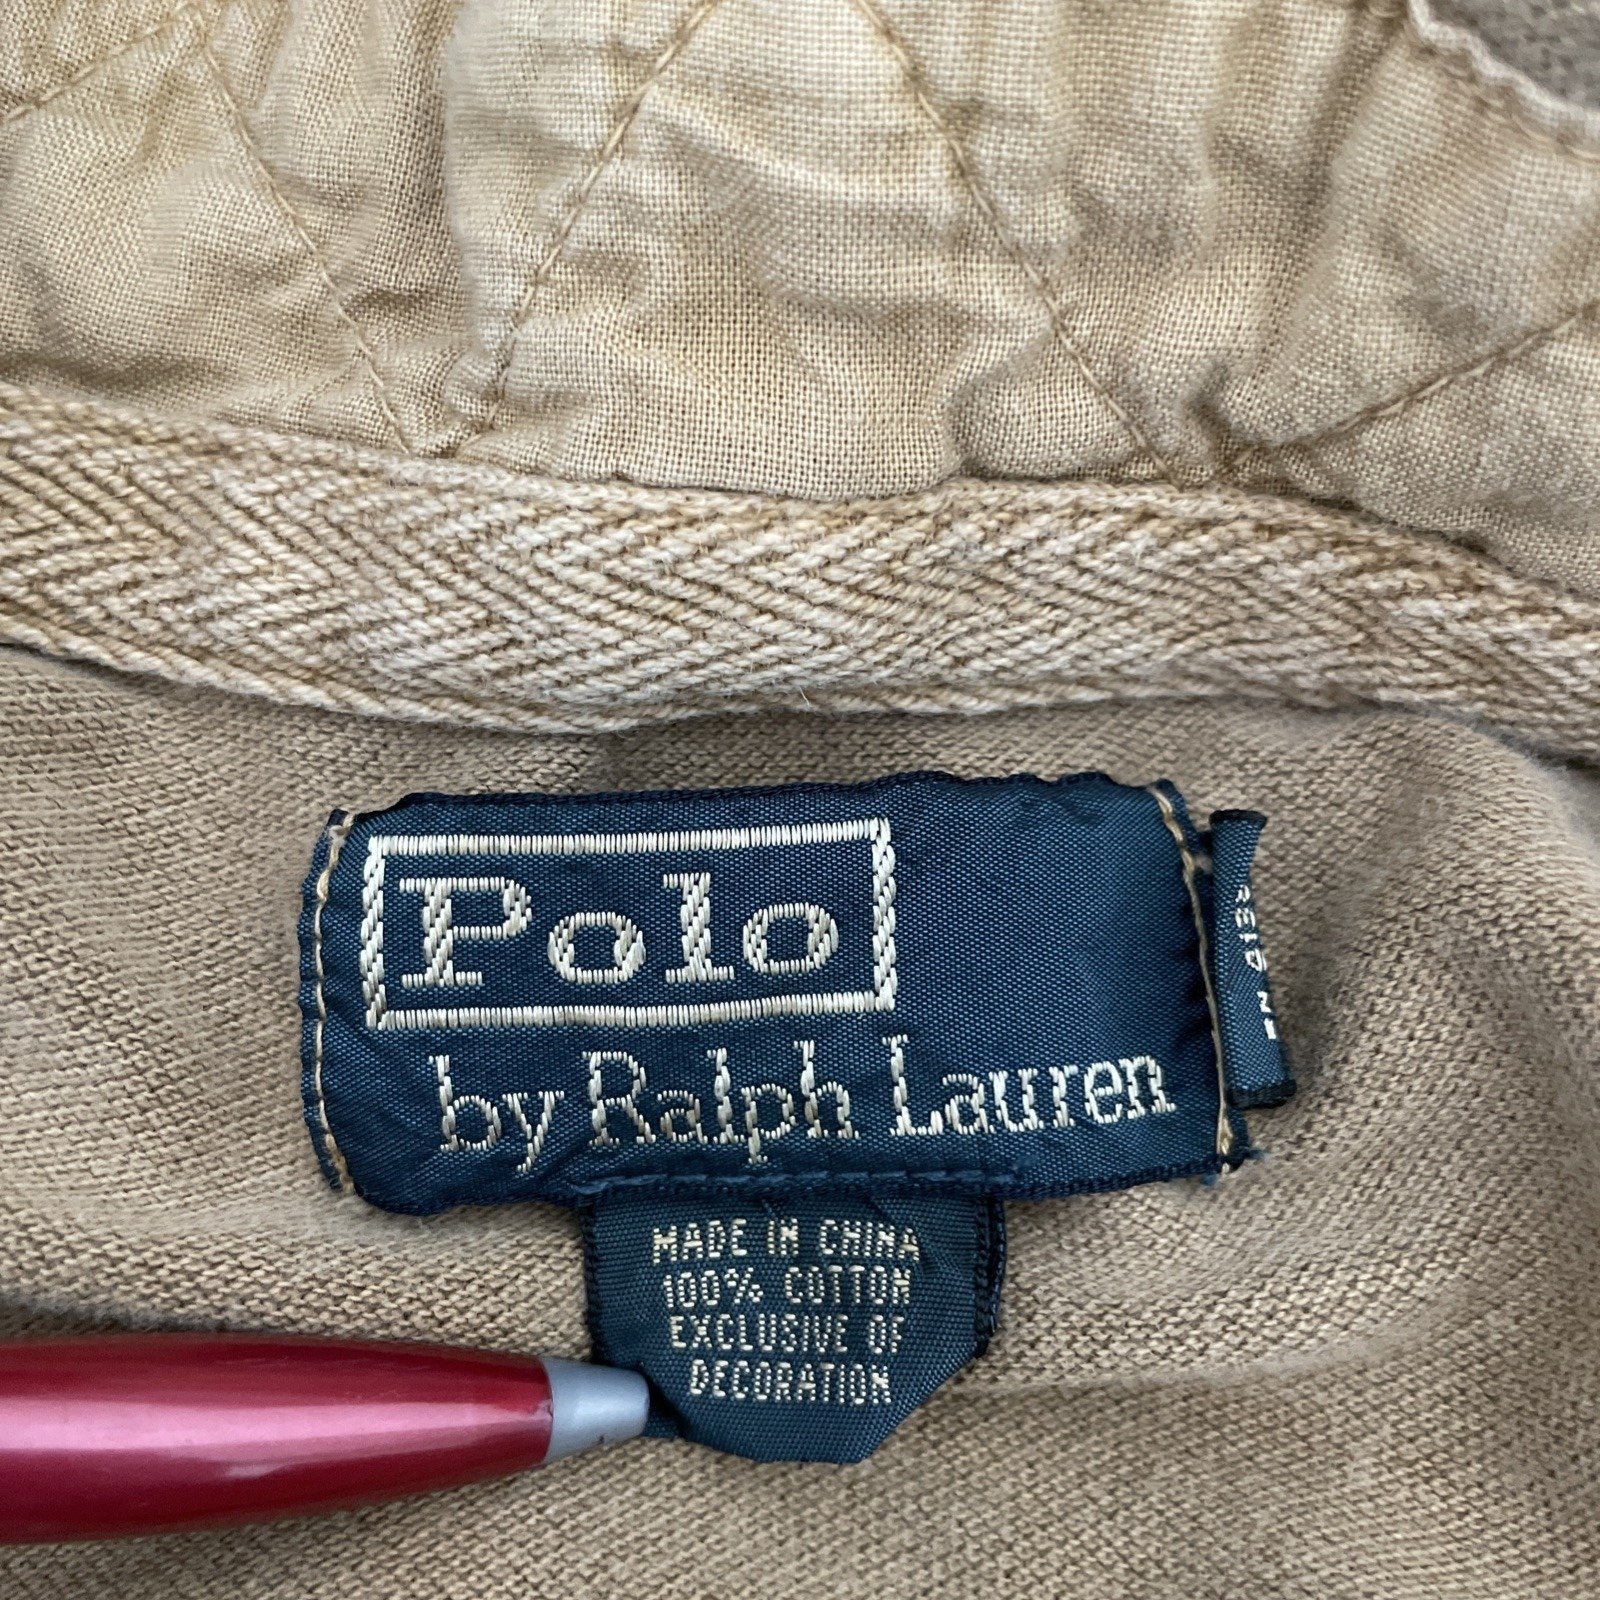 Polo
by Ralph Lauren
MADE IN CHINA
100% COTTON
EXCLUSIVE OF
DECORATION